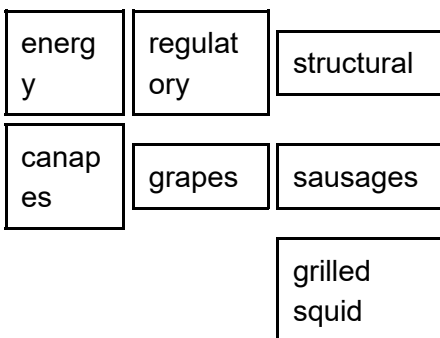 energ
y
regulat
ory
structural
canap
es
grapes
sausages
grilled
squid